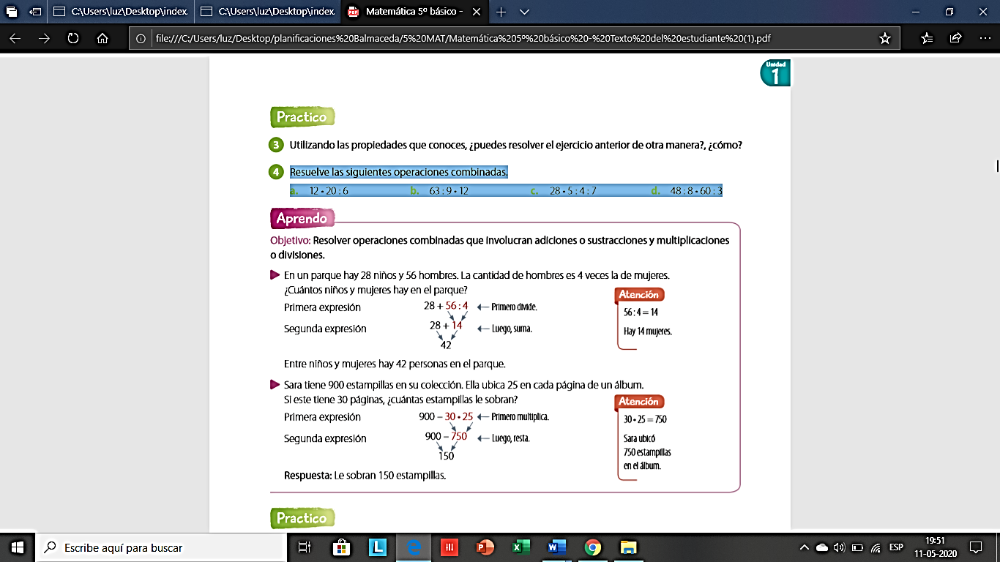 C:\Users\luz\Desktop\index.
C:\Users\luz\Desktop\index.
Matemática 5º básico -
file:///C:/Users/luz/Desktop/planificaciones%20Balmaceda/5%20MAT/Matemática%205º%20básico%20-%20Texto%20del%20estudiante%20(1).pdf
Unidad
1
Practico
3 Utilizando las propiedades que conoces, ¿puedes resolver el ejercicio anterior de otra manera?, ¿cómo?
4 Resuelve las siguientes operaciones combinadas.
a. 12 • 20 : 6 b. 63 : 9 • 12 c. 28 • 5 : 4 : 7 d. 48 : 8 • 60 : 3
Aprendo
Objetivo: Resolver operaciones combinadas que involucran adiciones o sustracciones y multiplicaciones
o divisiones.
En un parque hay 28 niños y 56 hombres. La cantidad de hombres es 4 veces la de mujeres.
¿Cuántos niños y mujeres hay en el parque?
Primera expresión 28 + 56 : 4 Primero divide.
Segunda expresión 28 + 14 Luego, suma.
42
Atención
56 : 4 = 14
Hay 14 mujeres.
Entre niños y mujeres hay 42 personas en el parque.
Sara tiene 900 estampillas en su colección. Ella ubica 25 en cada página de un álbum.
Si este tiene 30 páginas, ¿cuántas estampillas le sobran?
Primera expresión 900 – 30 • 25 Primero multiplica.
Segunda expresión 900 – 750 Luego, resta.
150
Atención
30 • 25 = 750
Sara ubicó
750 estampillas
en el álbum.
Respuesta: Le sobran 150 estampillas.
Practico
Escribe aquí para buscar
ESP
19:51
11-05-2020